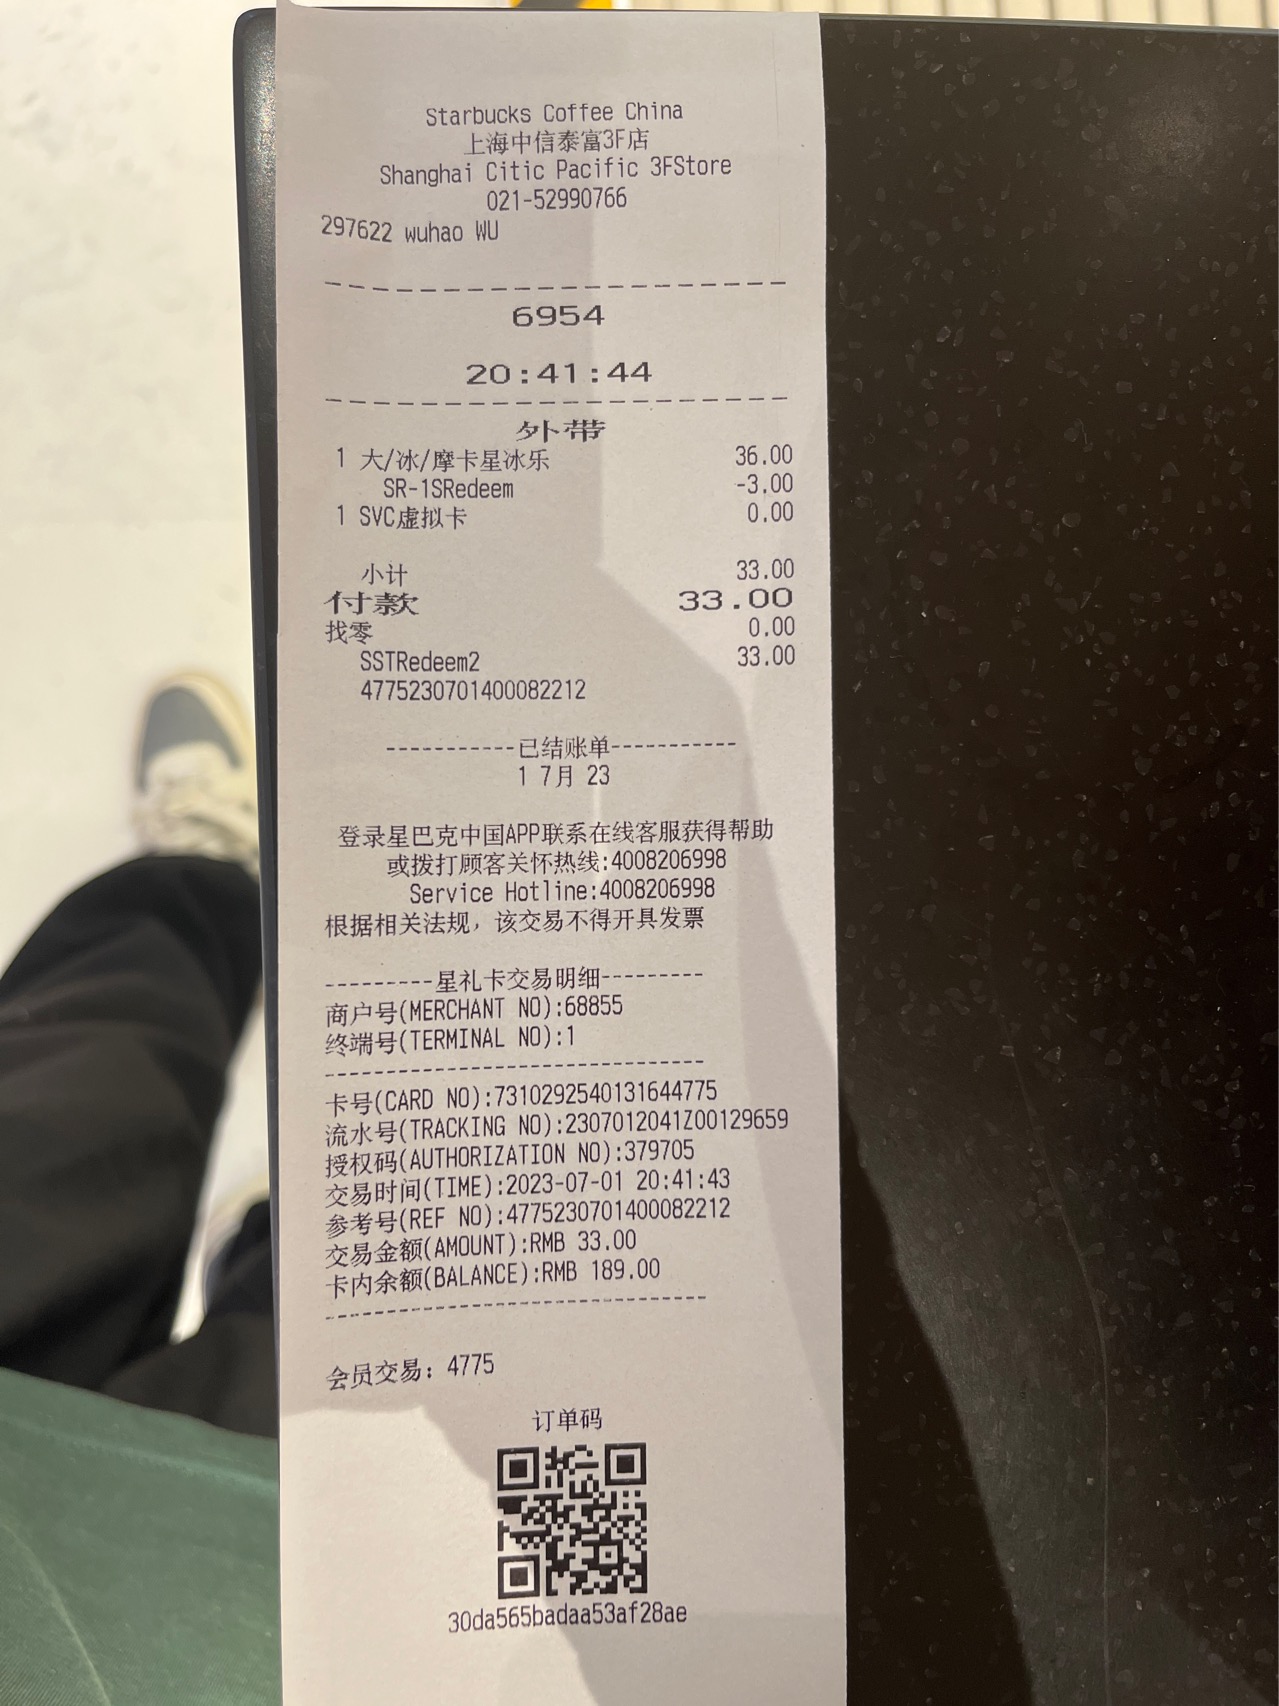 Starbucks Coffee China
上海中信泰富3F店
Shanghai Citic Pacific 3FStore
021-52990766
297622 wuhao WU
--------------------
6954
20:41:44
--------------------
外带
1 大/冰/摩卡星冰乐 36.00
SR-1SRedeem -3.00
1 SVC虚拟卡 0.00
小计 33.00
付款 33.00
找零 0.00
SSTRedeem2 33.00
4775230701400082212
-----------已结账单-----------
1 7月 23
登录星巴克中国APP联系在线客服获得帮助
或拨打顾客关怀热线:4008206998
Service Hotline:4008206998
根据相关法规，该交易不得开具发票
---------星礼卡交易明细---------
商户号(MERCHANT NO):68855
终端号(TERMINAL NO):1
--------------------------------
卡号(CARD NO):7310292540131644775
流水号(TRACKING NO):2307012041Z00129659
授权码(AUTHORIZATION NO):379705
交易时间(TIME):2023-07-01 20:41:43
参考号(REF NO):4775230701400082212
交易金额(AMOUNT):RMB 33.00
卡内余额(BALANCE):RMB 189.00
--------------------------------
会员交易: 4775
订单码
30da565badaa53af28ae